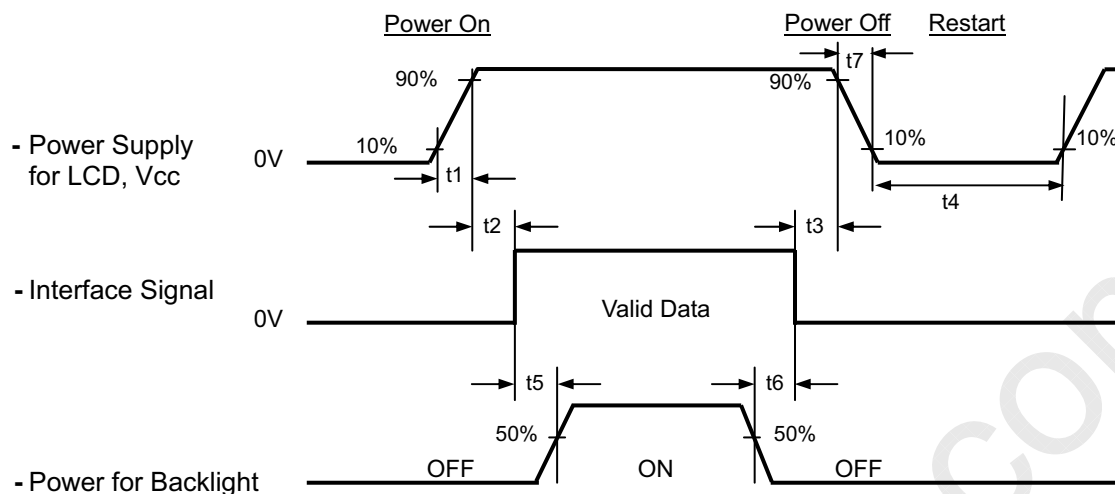 Power On
Power Off
Restart
t7
90%
90%
- Power Supply
for LCD, Vcc
0V
10%
10%
10%
t1
t4
t2
t3
- Interface Signal
0V
Valid Data
t5
t6
50%
50%
- Power for Backlight
OFF
ON
OFF
com